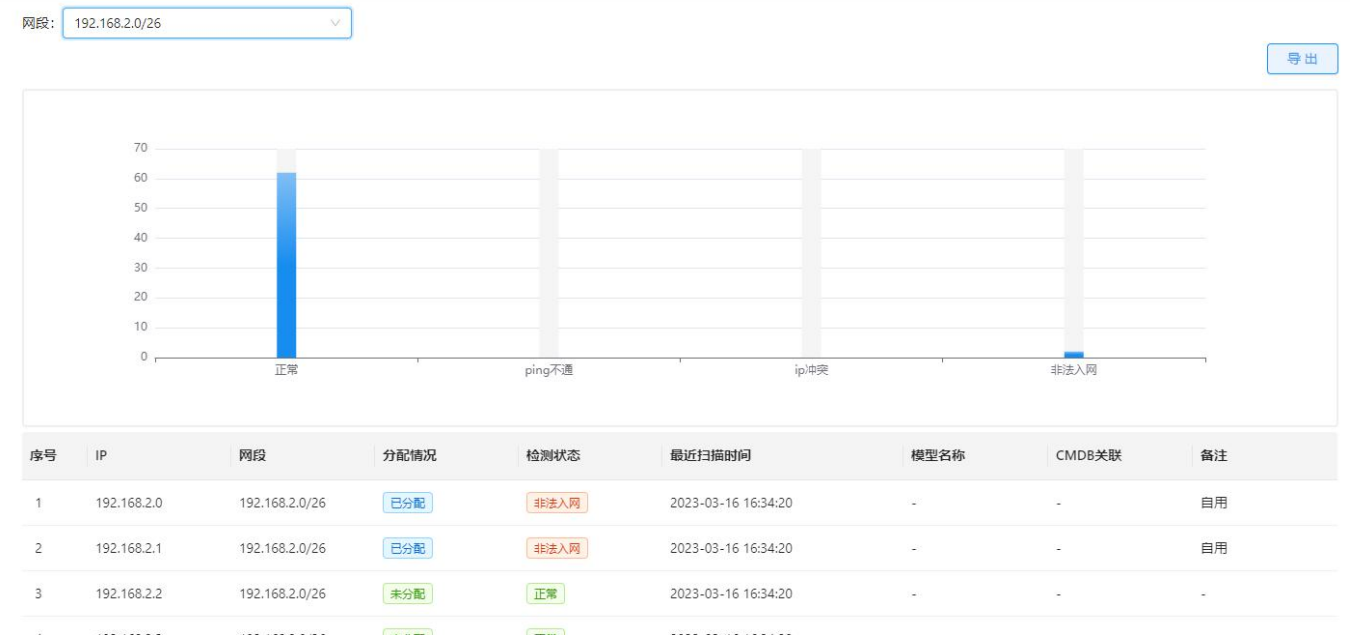 网段： 192.168.2.0/26
导 出
70
60
50
40
30
20
10
0
正常 ping不通 ip冲突 非法入网
序号 IP 网段 分配情况 检测状态 最近扫描时间 模型名称 CMDB关联 备注
1 192.168.2.0 192.168.2.0/26 已分配 非法入网 2023-03-16 16:34:20 - - 自用
2 192.168.2.1 192.168.2.0/26 已分配 非法入网 2023-03-16 16:34:20 - - 自用
3 192.168.2.2 192.168.2.0/26 未分配 正常 2023-03-16 16:34:20 - - -